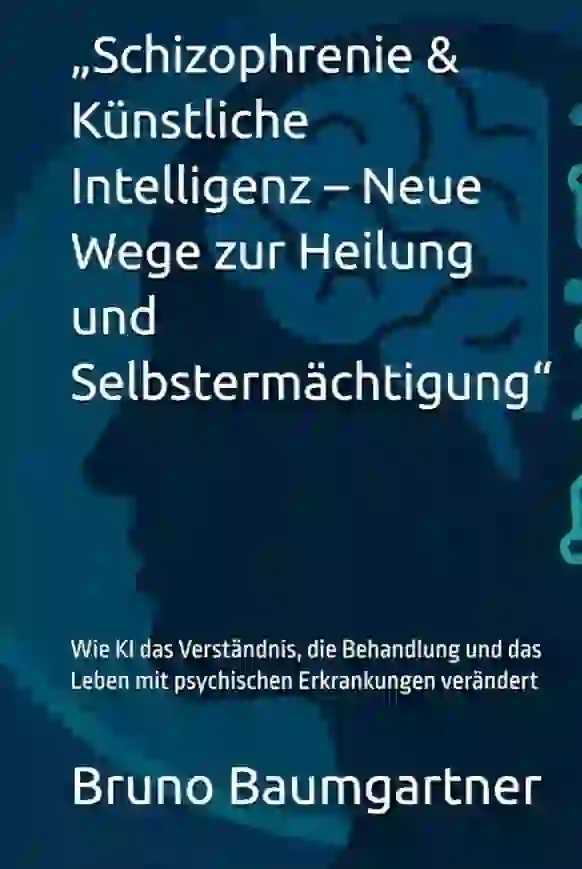 „Schizophrenie &
Künstliche
Intelligenz – Neue
Wege zur Heilung
und
Selbstermächtigung“
Wie KI das Verständnis, die Behandlung und das
Leben mit psychischen Erkrankungen verändert
Bruno Baumgartner